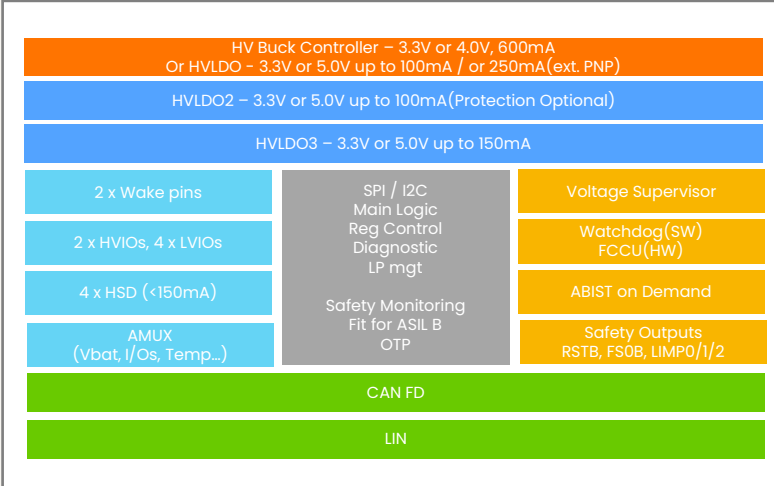 HV Buck Controller – 3.3V or 4.0V, 600mA
Or HVLDO - 3.3V or 5.0V up to 100mA / or 250mA(ext. PNP)
HVLDO2 – 3.3V or 5.0V up to 100mA(Protection Optional)
HVLDO3 – 3.3V or 5.0V up to 150mA
2 x Wake pins
2 x HVIOs, 4 x LVIOs
4 x HSD (<150mA)
AMUX
(Vbat, I/Os, Temp...)
SPI / I2C
Main Logic
Reg Control
Diagnostic
LP mgt
Safety Monitoring
Fit for ASIL B
OTP
Voltage Supervisor
Watchdog(SW)
FCCU(HW)
ABIST on Demand
Safety Outputs
RSTB, FS0B, LIMP0/1/2
CAN FD
LIN